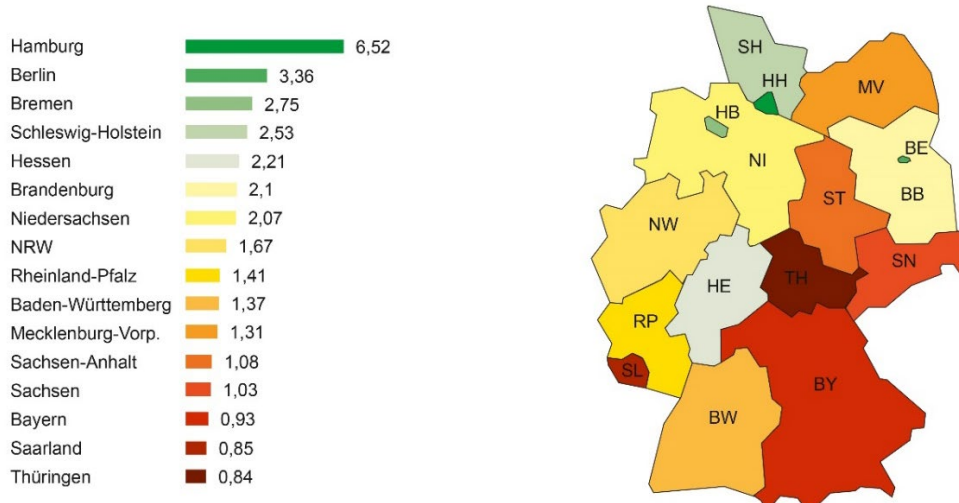 Hamburg 6,52
Berlin 3,36
Bremen 2,75
Schleswig-Holstein 2,53
Hessen 2,21
Brandenburg 2,1
Niedersachsen 2,07
NRW 1,67
Rheinland-Pfalz 1,41
Baden-Württemberg 1,37
Mecklenburg-Vorp. 1,31
Sachsen-Anhalt 1,08
Sachsen 1,03
Bayern 0,93
Saarland 0,85
Thüringen 0,84
SH
HH
MV
HB
BE
NI
ST
BB
NW
SN
HE
TH
RP
SL
BY
BW